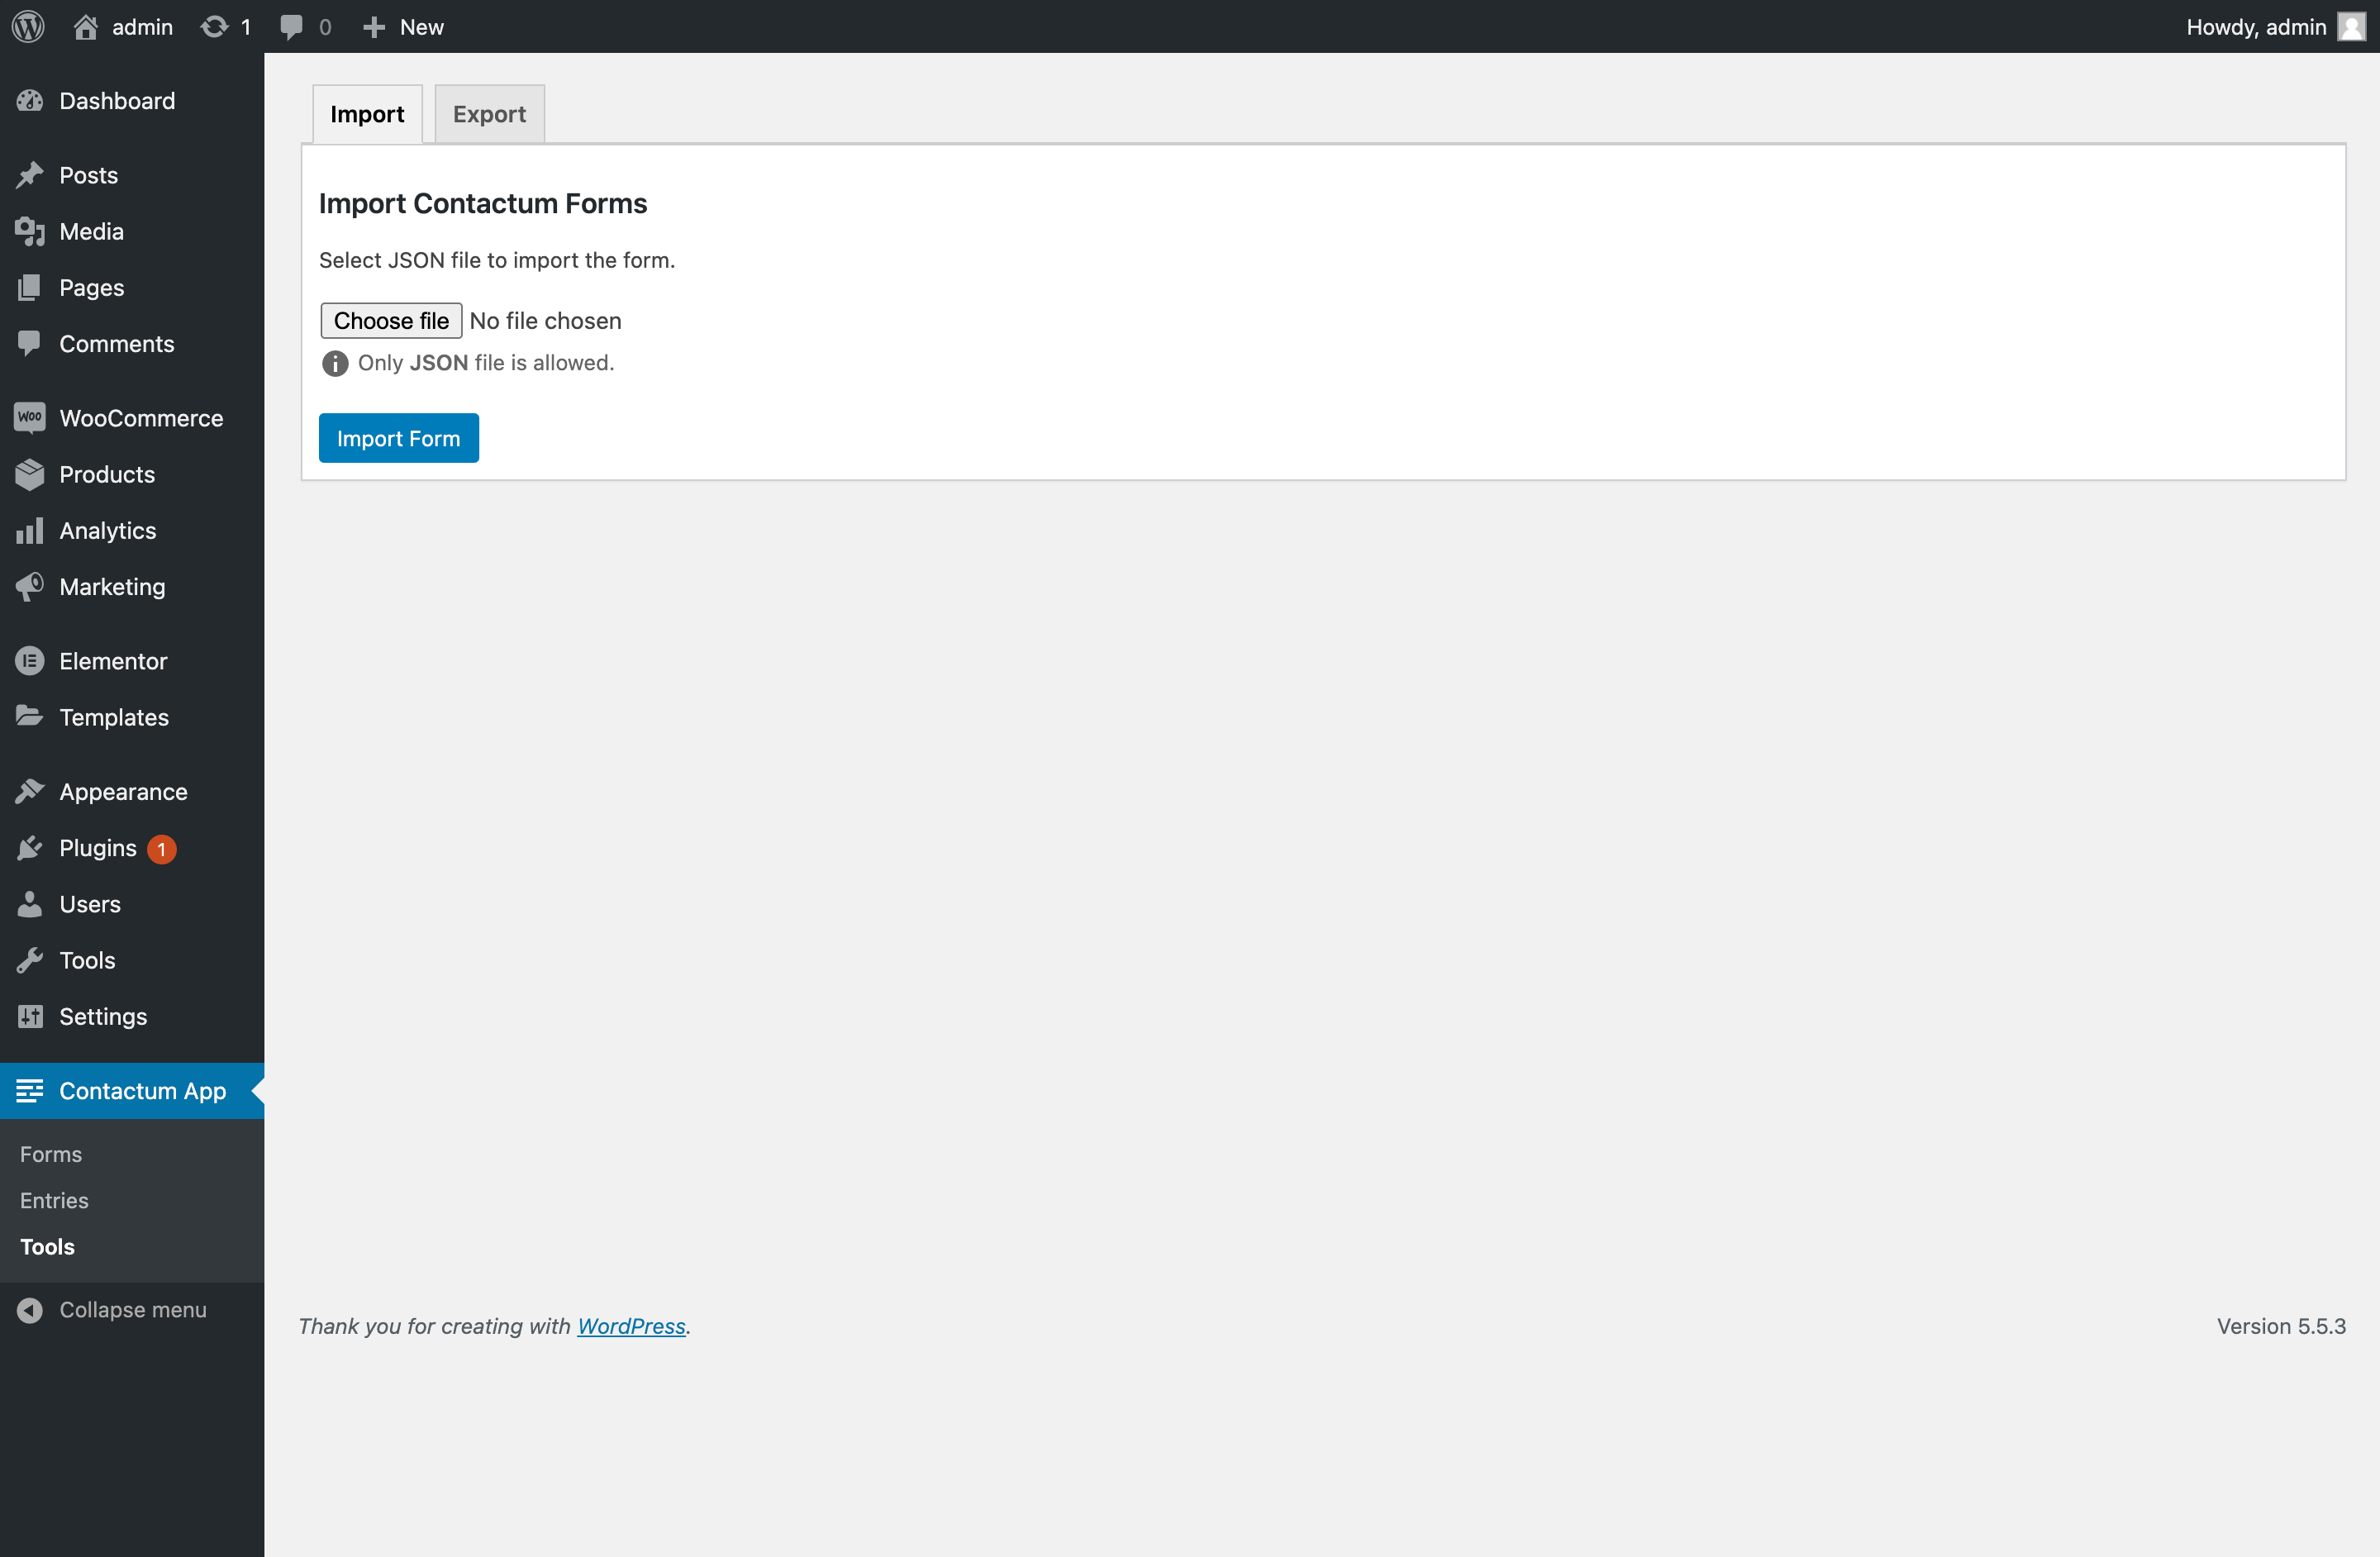 admin 1 0 New Howdy, admin
Dashboard
Posts
Media
Pages
Comments
WOO WooCommerce
Products
Analytics
Marketing
Elementor
Templates
Appearance
Plugins 1
Users
Tools
Settings
Contactum App
Forms
Entries
Tools
Collapse menu
Import Export
Import Contactum Forms
Select JSON file to import the form.
Choose file No file chosen
Only JSON file is allowed.
Import Form
Thank you for creating with WordPress. Version 5.5.3